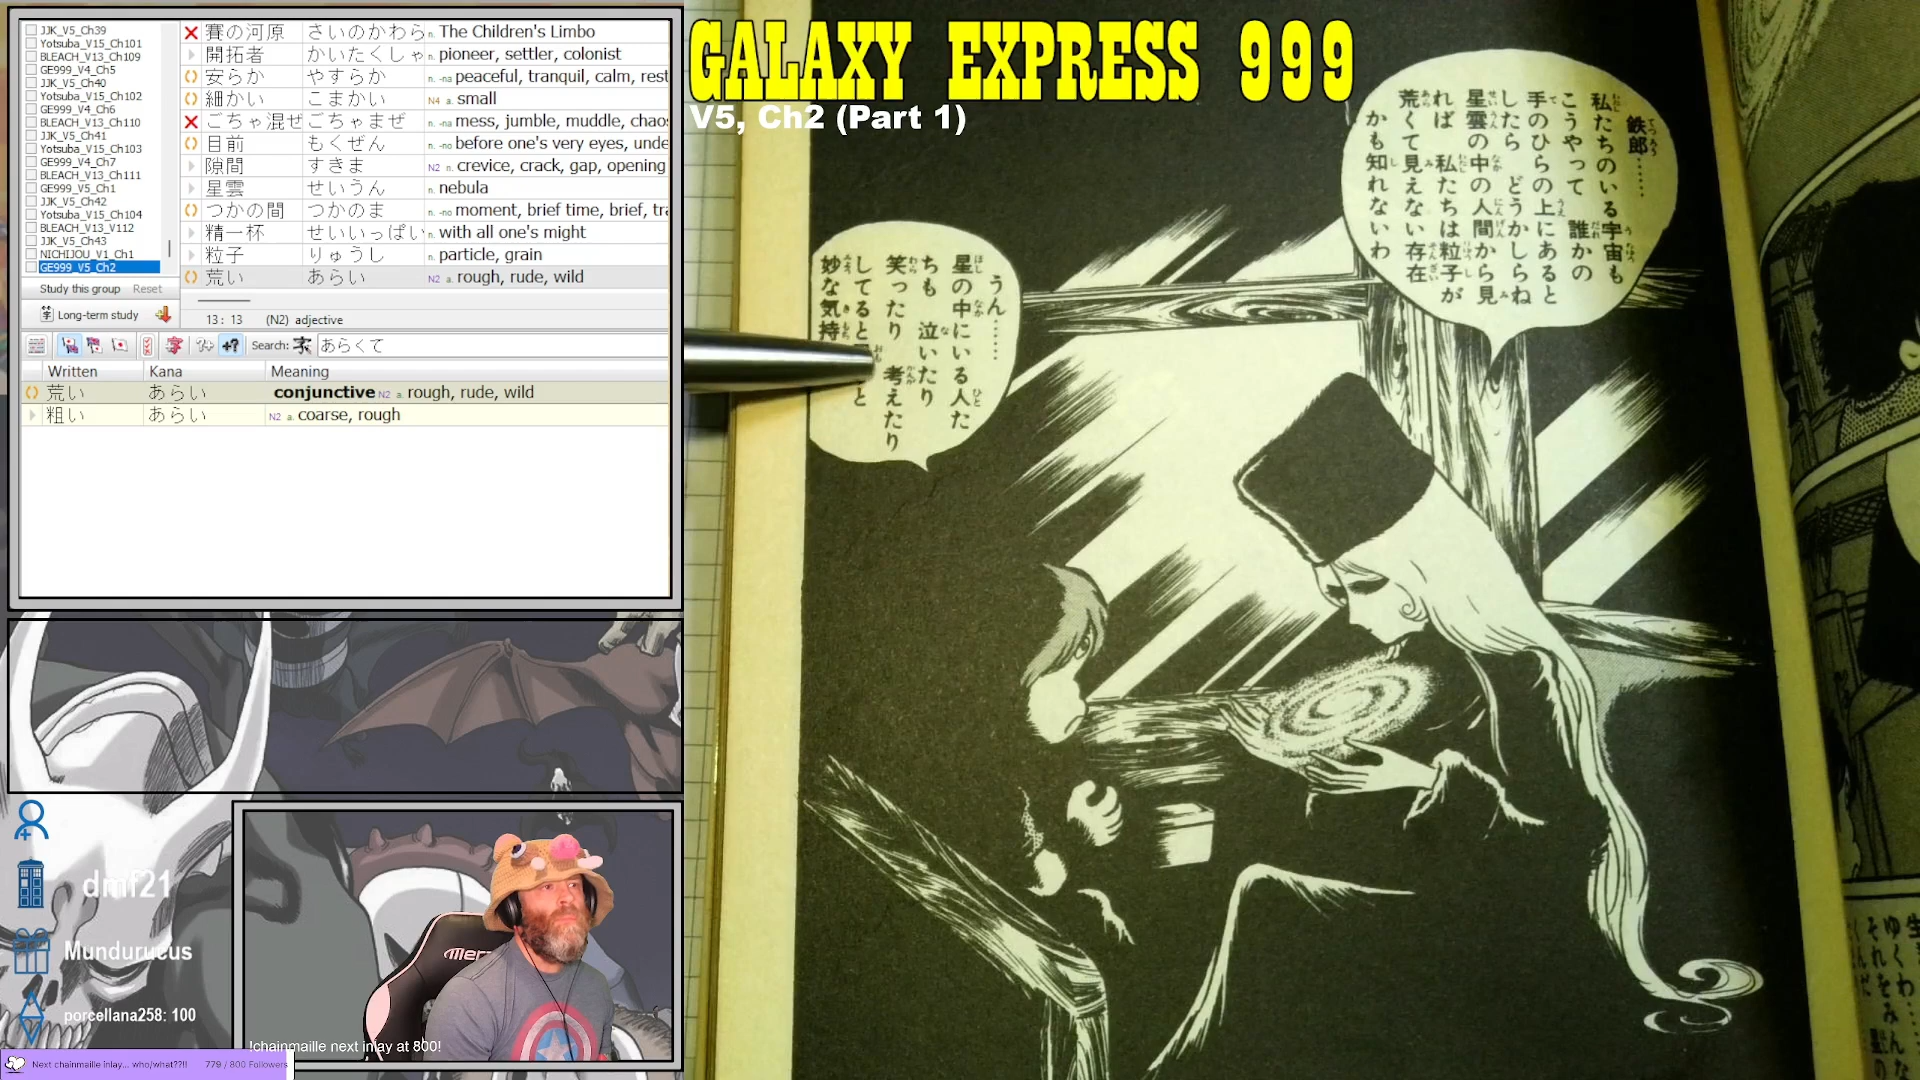 JJK_V5_Ch39
Yotsuba_V15_Ch101
BLEACH_V13_Ch109
GE999_V4_Ch5
JJK_V5_Ch40
Yotsuba_V15_Ch102
GE999_V4_Ch6
BLEACH_V13_Ch110
JJK_V5_Ch41
Yotsuba_V15_Ch103
GE999_V4_Ch7
BLEACH_V13_Ch111
GE999_V5_Ch1
JJK_V5_Ch42
Yotsuba_V15_Ch104
BLEACH_V13_V112
JJK_V5_Ch43
NICHIJOU_V1_Ch1
GE999_V5_Ch2
Study this group Reset
Long-term study
賽の河原 さいのかわら n. The Children's Limbo
開拓者 かいたくしゃ n. pioneer, settler, colonist
安らか やすらか n. -na peaceful, tranquil, calm, rest
細かい こまかい N4 a. small
ごちゃ混ぜ ごちゃまぜ n. -na mess, jumble, muddle, chaos
目前 もくぜん n. -no before one's very eyes, unde
隙間 すきま N2 n. crevice, crack, gap, opening
星雲 せいうん n. nebula
つかの間 つかのま n. -no moment, brief time, brief, tra
精一杯 せいいっぱい n. with all one's might
粒子 りゅうし n. particle, grain
荒い あらい N2 a. rough, rude, wild
13: 13 (N2) adjective
Search: あらくて
Written Kana Meaning
荒い あらい conjunctive N2 a. rough, rude, wild
粗い あらい N2 a. coarse, rough
GALAXY EXPRESS 999
V5, Ch2 (Part 1)
鉄郎……
私たちのいる宇宙も
こうやって 誰かの
手のひらの上にあると
したら どうかしらね
星雲の中の人間から見
れば 私たちは粒子が
荒くて見えない存在
かも知れないわ
うん……
星の中にいる人た
ちも 泣いたり
笑ったり 考えたり
してると
妙な気持
dmf21
Mundurucus
porcellana258: 100
!chainmaille next inlay at 800!
Next chainmaille inlay... who/what??!! 779 / 800 Followers